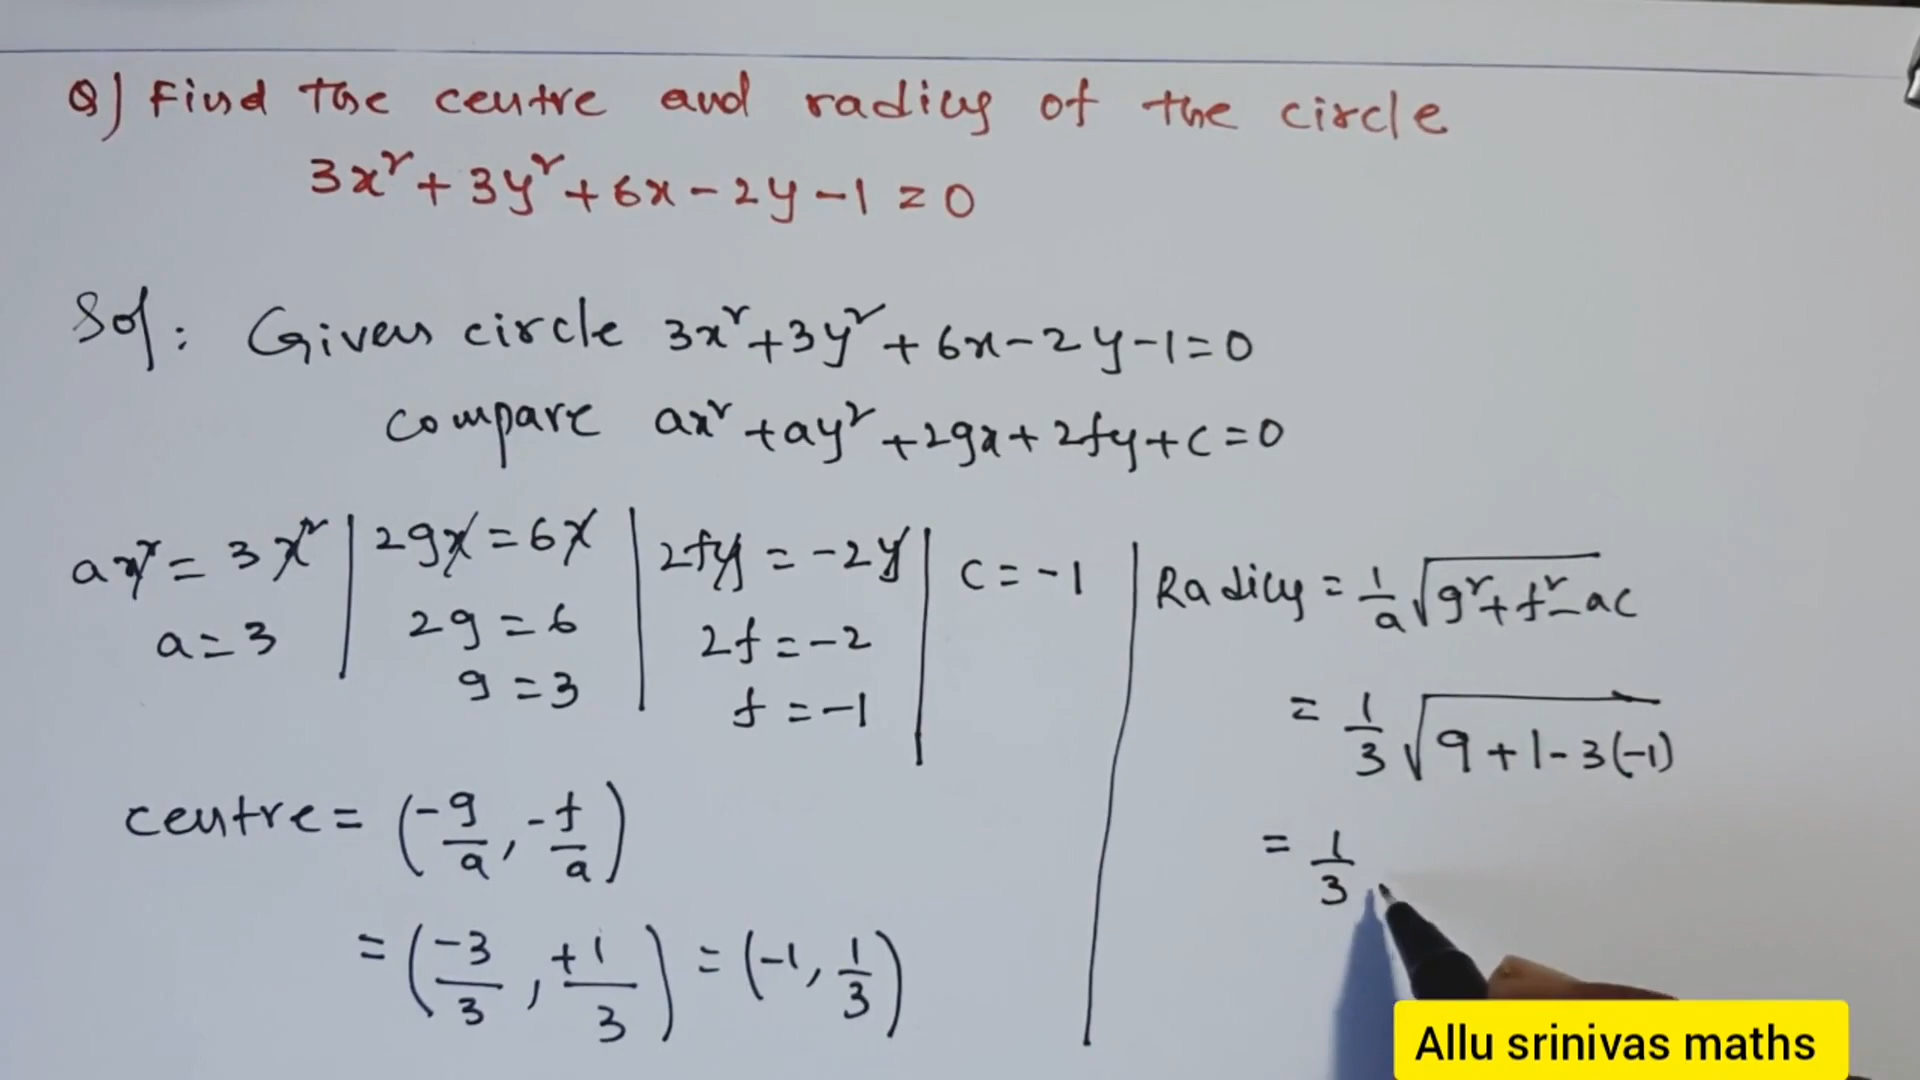 Q) Find the centre and radius of the circle
3x² + 3y² + 6x - 2y - 1 = 0
Sol: Given circle 3x² + 3y² + 6x - 2y - 1 = 0
compare ax² + ay² + 2gx + 2fy + c = 0
ax² = 3x²
a = 3
2gx = 6x
2g = 6
g = 3
2fy = -2y
2f = -2
f = -1
c = -1
centre = (-g/a, -f/a)
= (-3/3, +1/3) = (-1, 1/3)
Radius = 1/a √(g² + f² - ac)
= 1/3 √(9 + 1 - 3(-1))
= 1/3
Allu srinivas maths